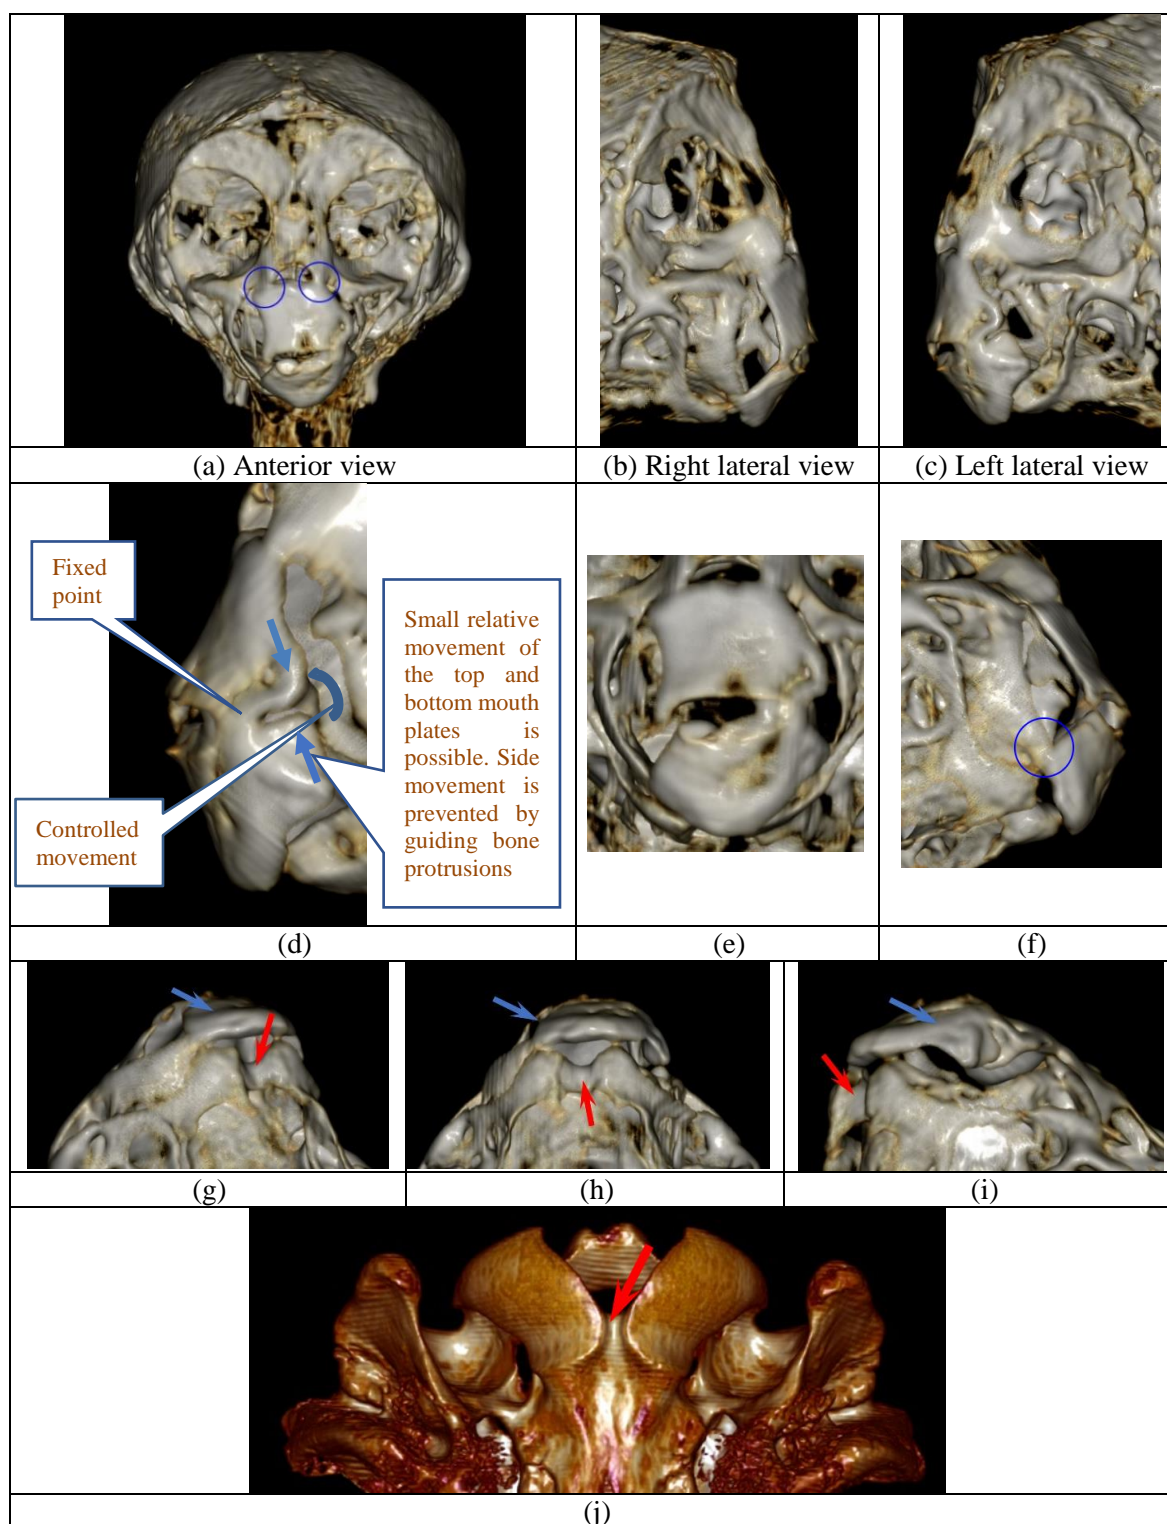 (a) Anterior view
(b) Right lateral view
(c) Left lateral view
Fixed
point
Small relative
movement of
the top and
bottom mouth
plates is
possible. Side
movement is
prevented by
guiding bone
protrusions
Controlled
movement
(d)
(e)
(f)
(g)
(h)
(i)
(j)